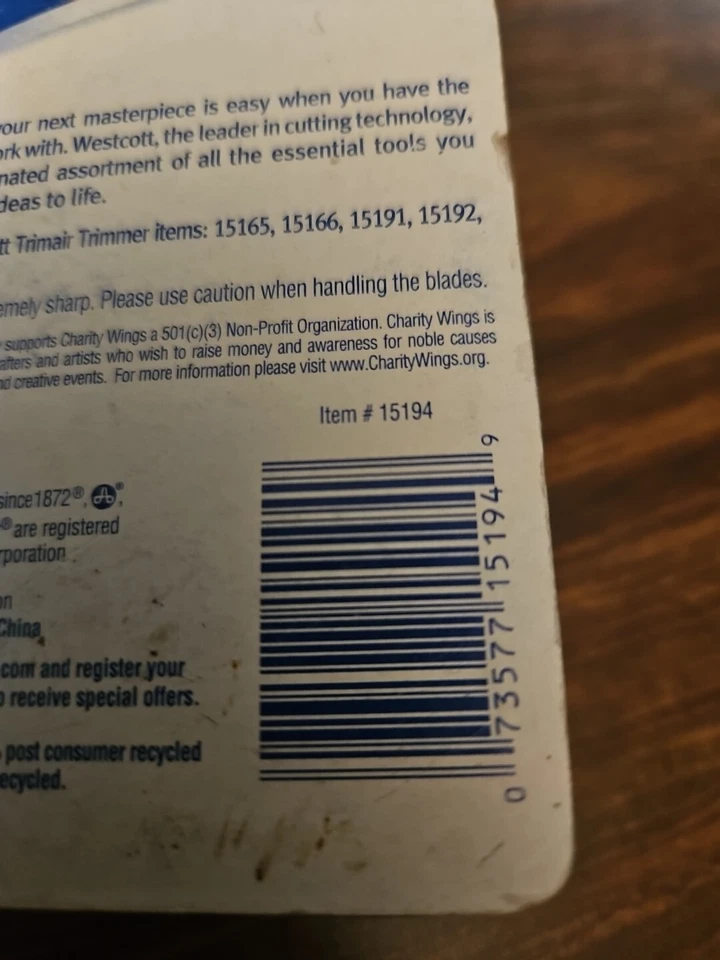 your next masterpiece is easy when you have the
ork with. Westcott, the leader in cutting technology,
nated assortment of all the essential tools you
deas to life.
tt Trimair Trimmer items: 15165, 15166, 15191, 15192,
emely sharp. Please use caution when handling the blades.
supports Charity Wings a 501(c)(3) Non-Profit Organization. Charity Wings is
afters and artists who wish to raise money and awareness for noble causes
nd creative events. For more information please visit www.CharityWings.org.
Item # 15194
since 1872®, A®,
® are registered
rporation
on
China
com and register your
o receive special offers.
post consumer recycled
ecycled.
0 73577 15194 9